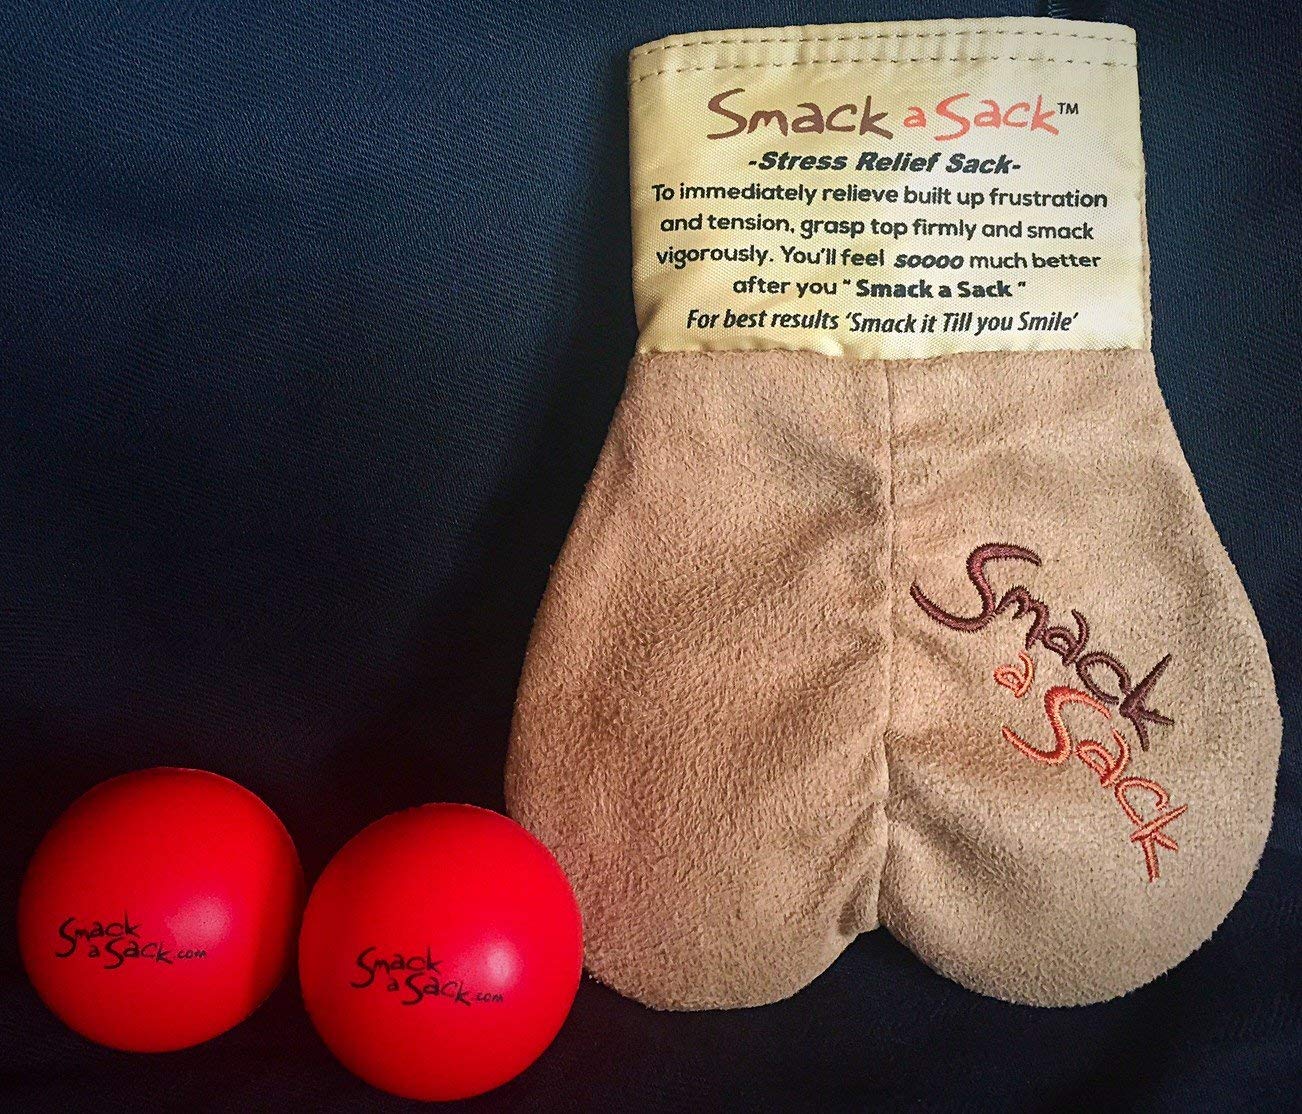 Smack a Sack™
-Stress Relief Sack-
To immediately relieve built up frustration
and tension, grasp top firmly and smack
vigorously. You'll feel soooo much better
after you " Smack a Sack "
For best results 'Smack it Till you Smile'
Smack
a
Sack
Smack
a Sack.com
Smack
a Sack.com